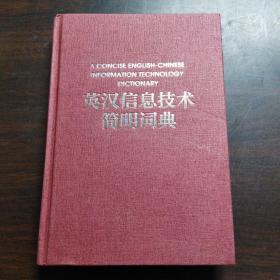 A CONCISE ENGLISH-CHINESE
INFORMATION TECHNOLOGY
DICTIONARY
英汉信息技术
简明词典